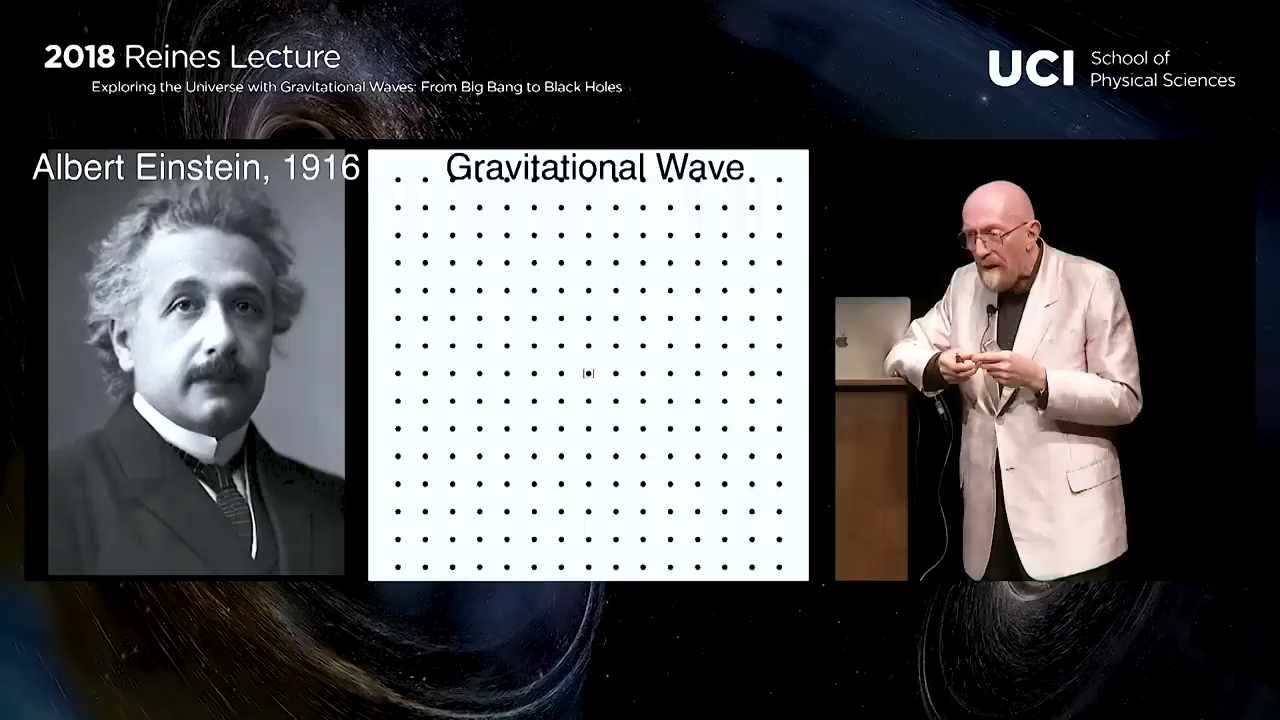 2018 Reines Lecture
Exploring the Universe with Gravitational Waves: From Big Bang to Black Holes
UCI School of
Physical Sciences
Albert Einstein, 1916
Gravitational Wave